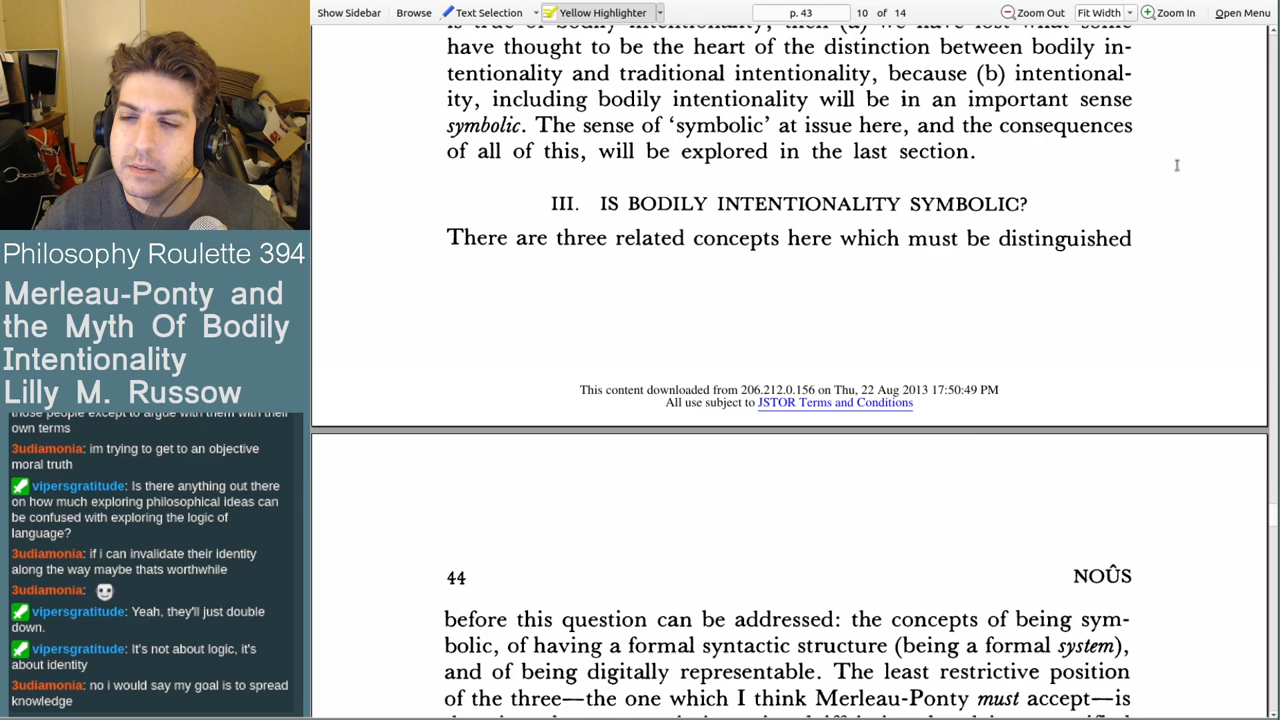 Show Sidebar Browse Text Selection Yellow Highlighter p. 43 10 of 14 Zoom Out Fit Width Zoom In Open Menu
have thought to be the heart of the distinction between bodily in-
tentionality and traditional intentionality, because (b) intentional-
ity, including bodily intentionality will be in an important sense
symbolic. The sense of ‘symbolic’ at issue here, and the consequences
of all of this, will be explored in the last section.
III. IS BODILY INTENTIONALITY SYMBOLIC?
There are three related concepts here which must be distinguished
This content downloaded from 206.212.0.156 on Thu, 22 Aug 2013 17:50:49 PM
All use subject to JSTOR Terms and Conditions
44 NOÛS
before this question can be addressed: the concepts of being sym-
bolic, of having a formal syntactic structure (being a formal system),
and of being digitally representable. The least restrictive position
of the three—the one which I think Merleau-Ponty must accept—is
Philosophy Roulette 394
Merleau-Ponty and
the Myth Of Bodily
Intentionality
Lilly M. Russow
those people except to argue with them with their
own terms
3udiamonia: im trying to get to an objective
moral truth
vipersgratitude: Is there anything out there
on how much exploring philosophical ideas can
be confused with exploring the logic of
language?
3udiamonia: if i can invalidate their identity
along the way maybe thats worthwhile
3udiamonia:
vipersgratitude: Yeah, they'll just double
down.
vipersgratitude: It's not about logic, it's
about identity
3udiamonia: no i would say my goal is to spread
knowledge